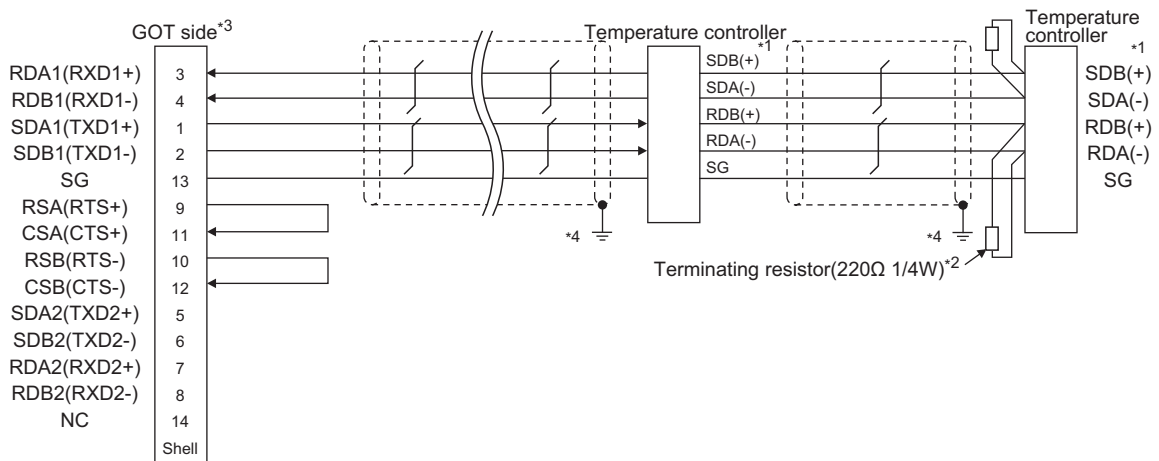 GOT side*3
Temperature controller
*1
Temperature
controller
*1
RDA1(RXD1+) 3
RDB1(RXD1-) 4
SDA1(TXD1+) 1
SDB1(TXD1-) 2
SG 13
RSA(RTS+) 9
CSA(CTS+) 11
RSB(RTS-) 10
CSB(CTS-) 12
SDA2(TXD2+) 5
SDB2(TXD2-) 6
RDA2(RXD2+) 7
RDB2(RXD2-) 8
NC 14
Shell
*4
SDB(+)
SDA(-)
RDB(+)
RDA(-)
SG
*4
Terminating resistor(220Ω 1/4W)*2
SDB(+)
SDA(-)
RDB(+)
RDA(-)
SG